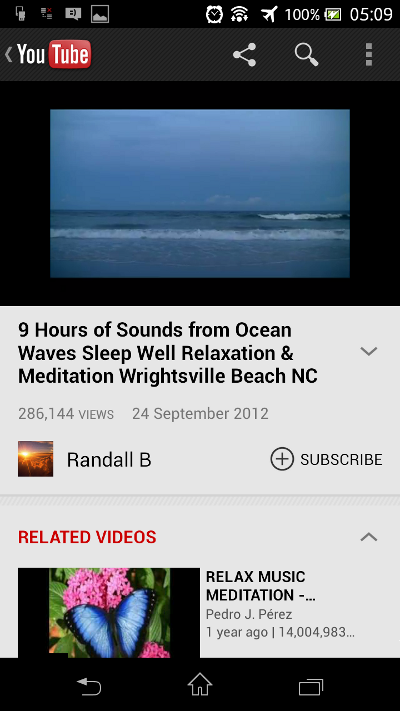 100% 05:09
YouTube
9 Hours of Sounds from Ocean
Waves Sleep Well Relaxation &
Meditation Wrightsville Beach NC
286,144 VIEWS 24 September 2012
Randall B SUBSCRIBE
RELATED VIDEOS
RELAX MUSIC
MEDITATION -...
Pedro J. Pérez
1 year ago | 14,004,983...